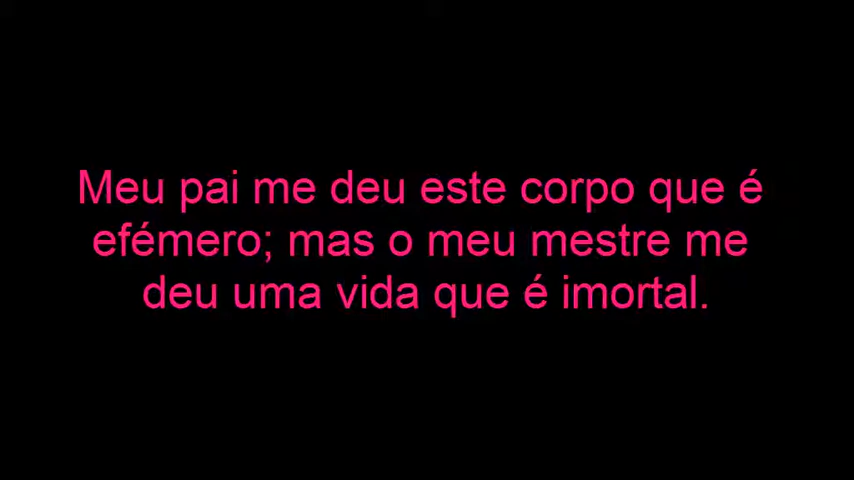 Meu pai me deu este corpo que é
efémero; mas o meu mestre me
deu uma vida que é imortal.